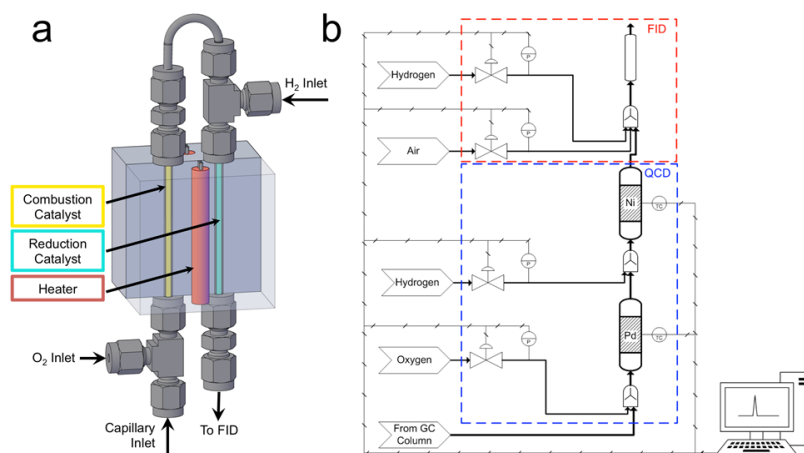 a
H2 Inlet
Combustion
Catalyst
Reduction
Catalyst
Heater
O2 Inlet
Capillary
Inlet
To FID
b
FID
Hydrogen
P
Air
P
QCD
Ni
TC
Hydrogen
P
Pd
TC
Oxygen
P
From GC
Column